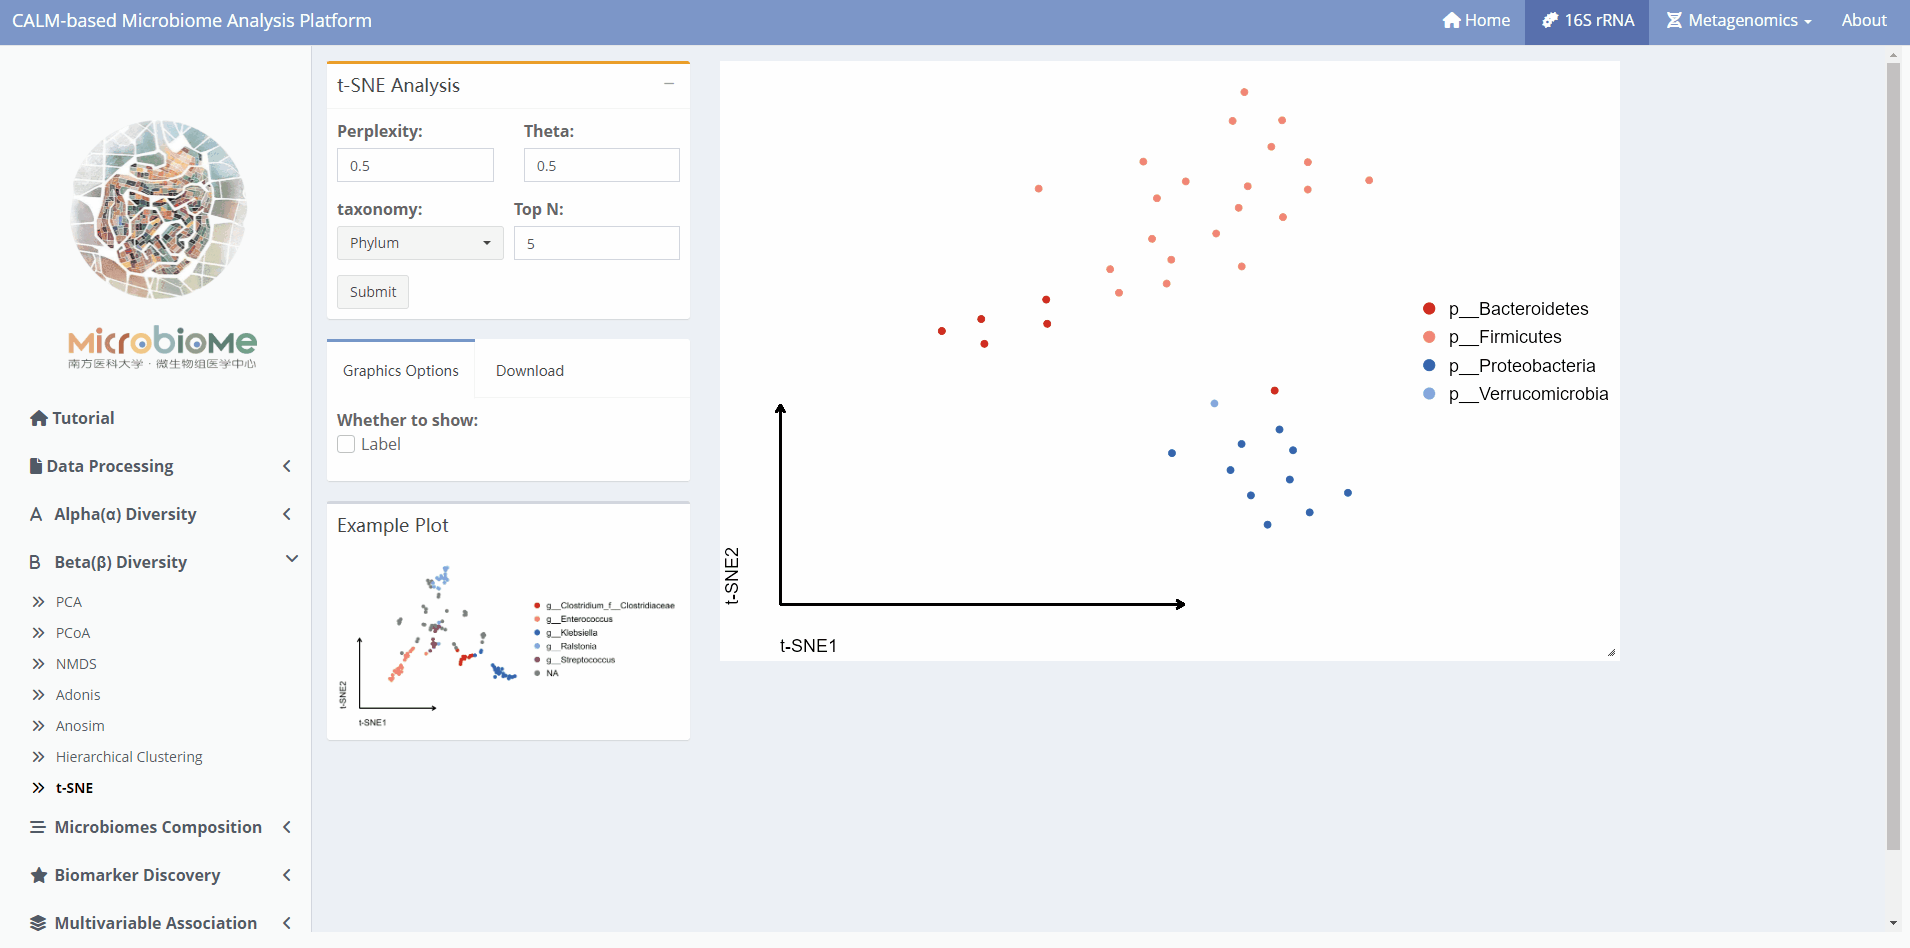 CALM-based Microbiome Analysis Platform
Home
16S rRNA
Metagenomics
About
MicrobioMe
南方医科大学 · 微生物组医学中心
Tutorial
Data Processing
A Alpha(α) Diversity
B Beta(β) Diversity
PCA
PCoA
NMDS
Adonis
Anosim
Hierarchical Clustering
t-SNE
Microbiomes Composition
Biomarker Discovery
Multivariable Association
t-SNE Analysis
Perplexity: Theta:
0.5 0.5
taxonomy: Top N:
Phylum 5
Submit
Graphics Options Download
Whether to show:
Label
Example Plot
g__Clostridium_f__Clostridiaceae
g__Enterococcus
g__Klebsiella
g__Ralstonia
g__Streptococcus
NA
t-SNE2
t-SNE1
p__Bacteroidetes
p__Firmicutes
p__Proteobacteria
p__Verrucomicrobia
t-SNE2
t-SNE1